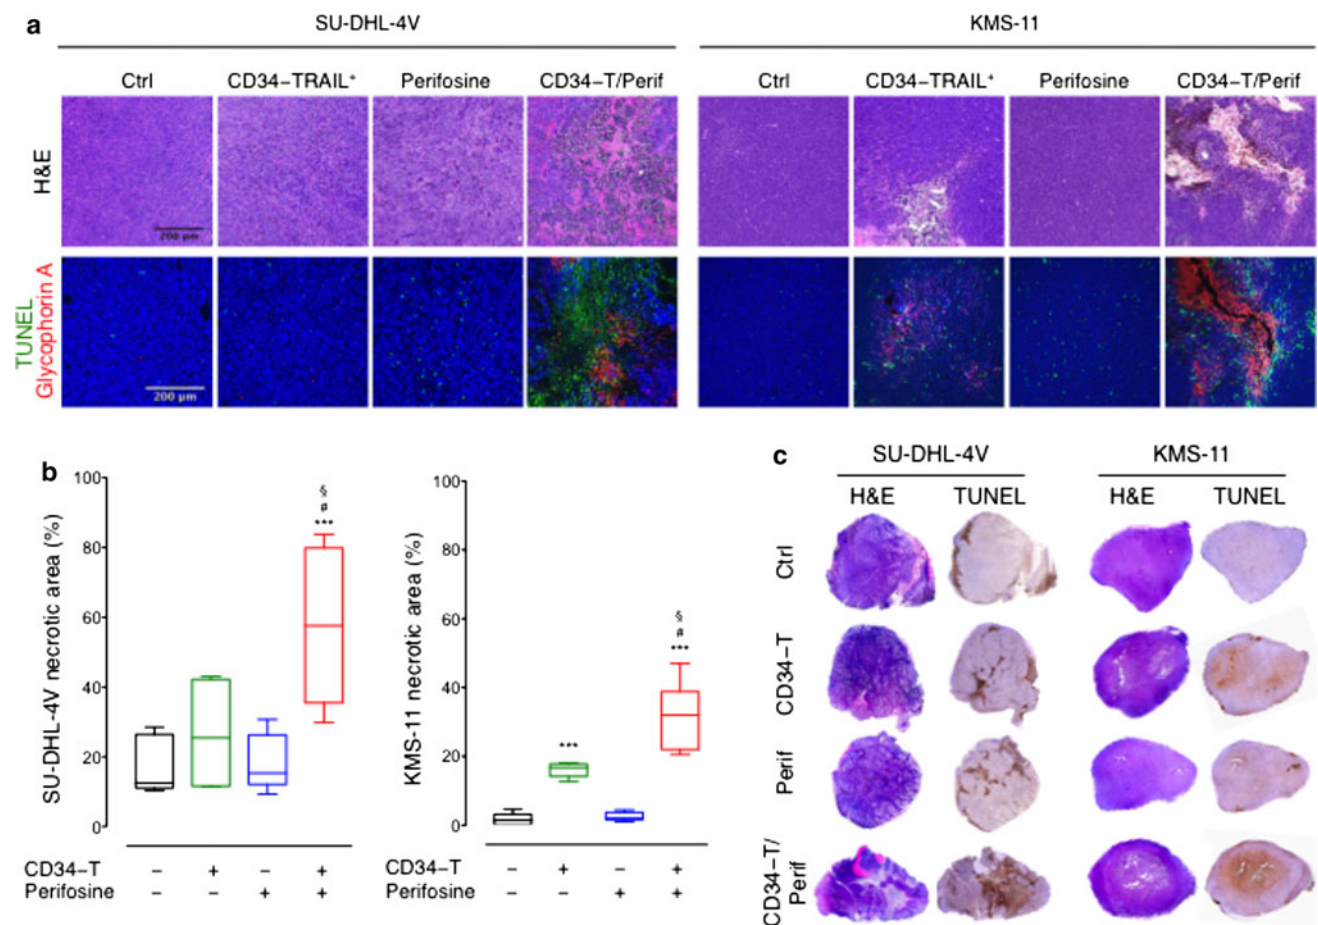 a
SU-DHL-4V
KMS-11
Ctrl CD34–TRAIL+ Perifosine CD34–T/Perif Ctrl CD34–TRAIL+ Perifosine CD34–T/Perif
H&E
200 µm
TUNEL
Glycophorin A
200 µm
b
SU-DHL-4V necrotic area (%)
100
80
60
40
20
0
§
#
***
CD34–T – + – +
Perifosine – – + +
KMS-11 necrotic area (%)
100
80
60
40
20
0
***
§
#
***
CD34–T – + – +
Perifosine – – + +
c
SU-DHL-4V KMS-11
H&E TUNEL H&E TUNEL
Ctrl
CD34–T
Perif
CD34–T/
Perif